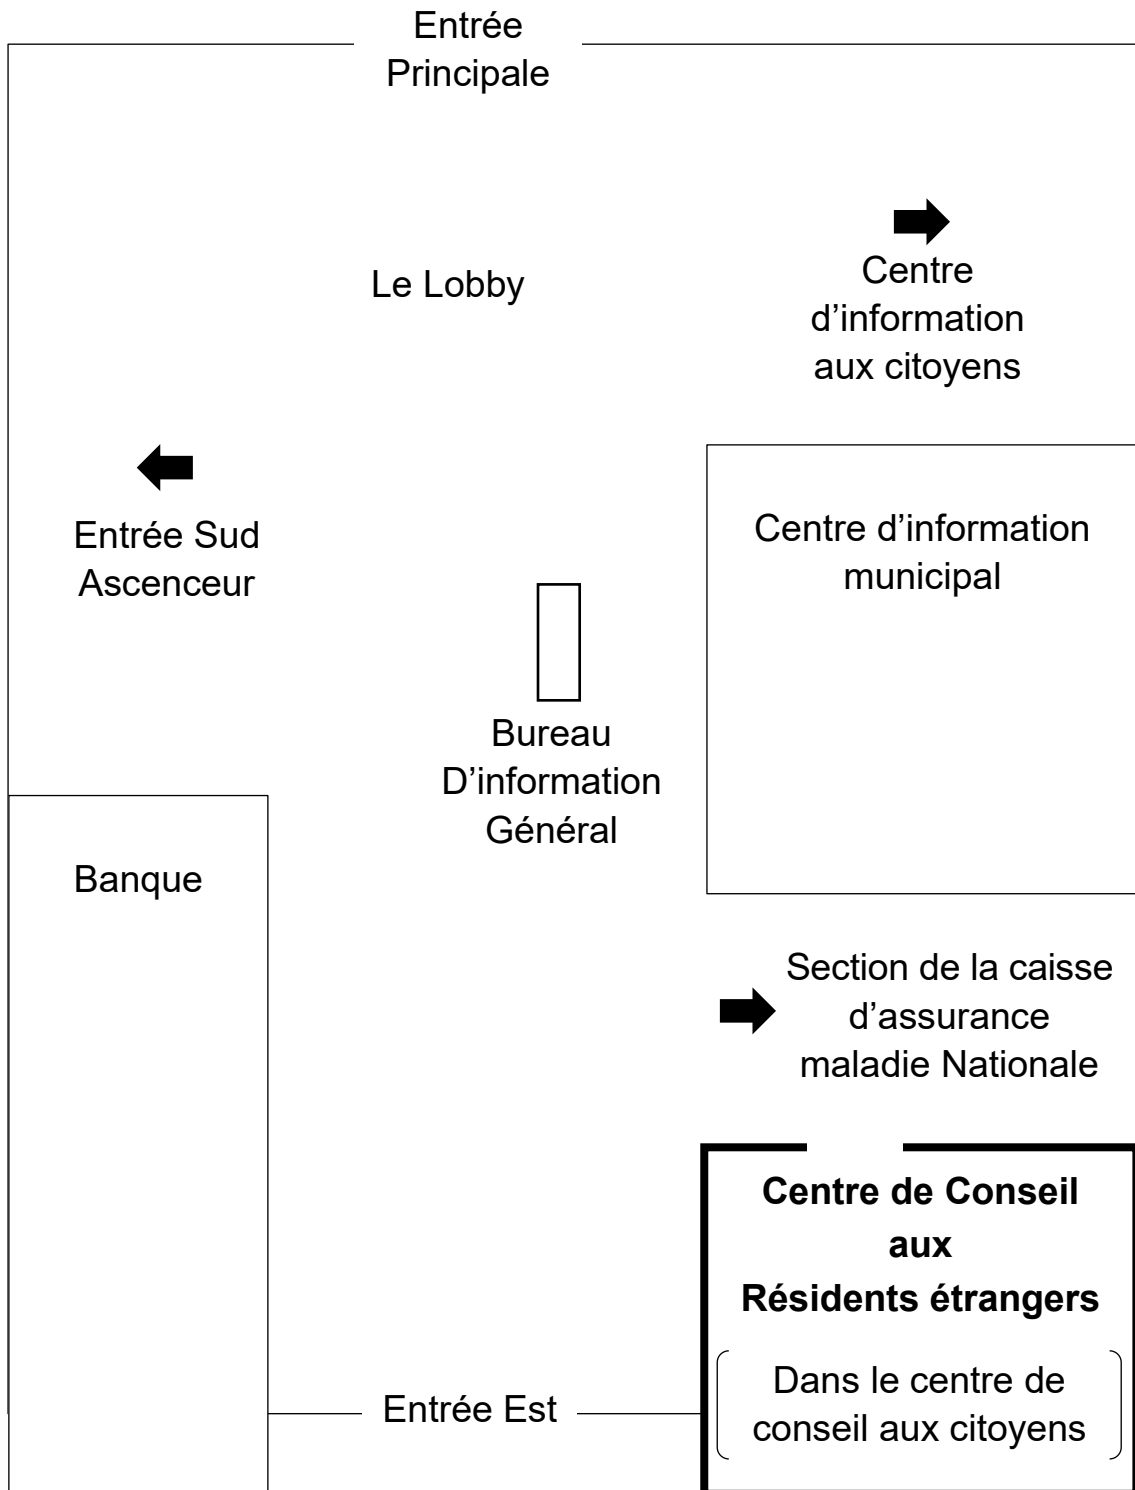 Entrée
Principale
Le Lobby
Centre
d’information
aux citoyens
Entrée Sud
Ascenceur
Centre d’information
municipal
Bureau
D’information
Général
Banque
Section de la caisse
d’assurance
maladie Nationale
Centre de Conseil
aux
Résidents étrangers
Dans le centre de
conseil aux citoyens
Entrée Est